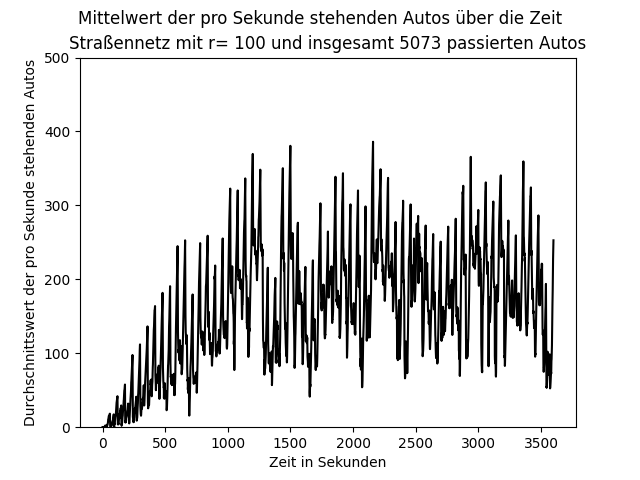 Mittelwert der pro Sekunde stehenden Autos über die Zeit
Straßennetz mit r= 100 und insgesamt 5073 passierten Autos
Durchschnittswert der pro Sekunde stehenden Autos
500
400
300
200
100
0
0 500 1000 1500 2000 2500 3000 3500
Zeit in Sekunden